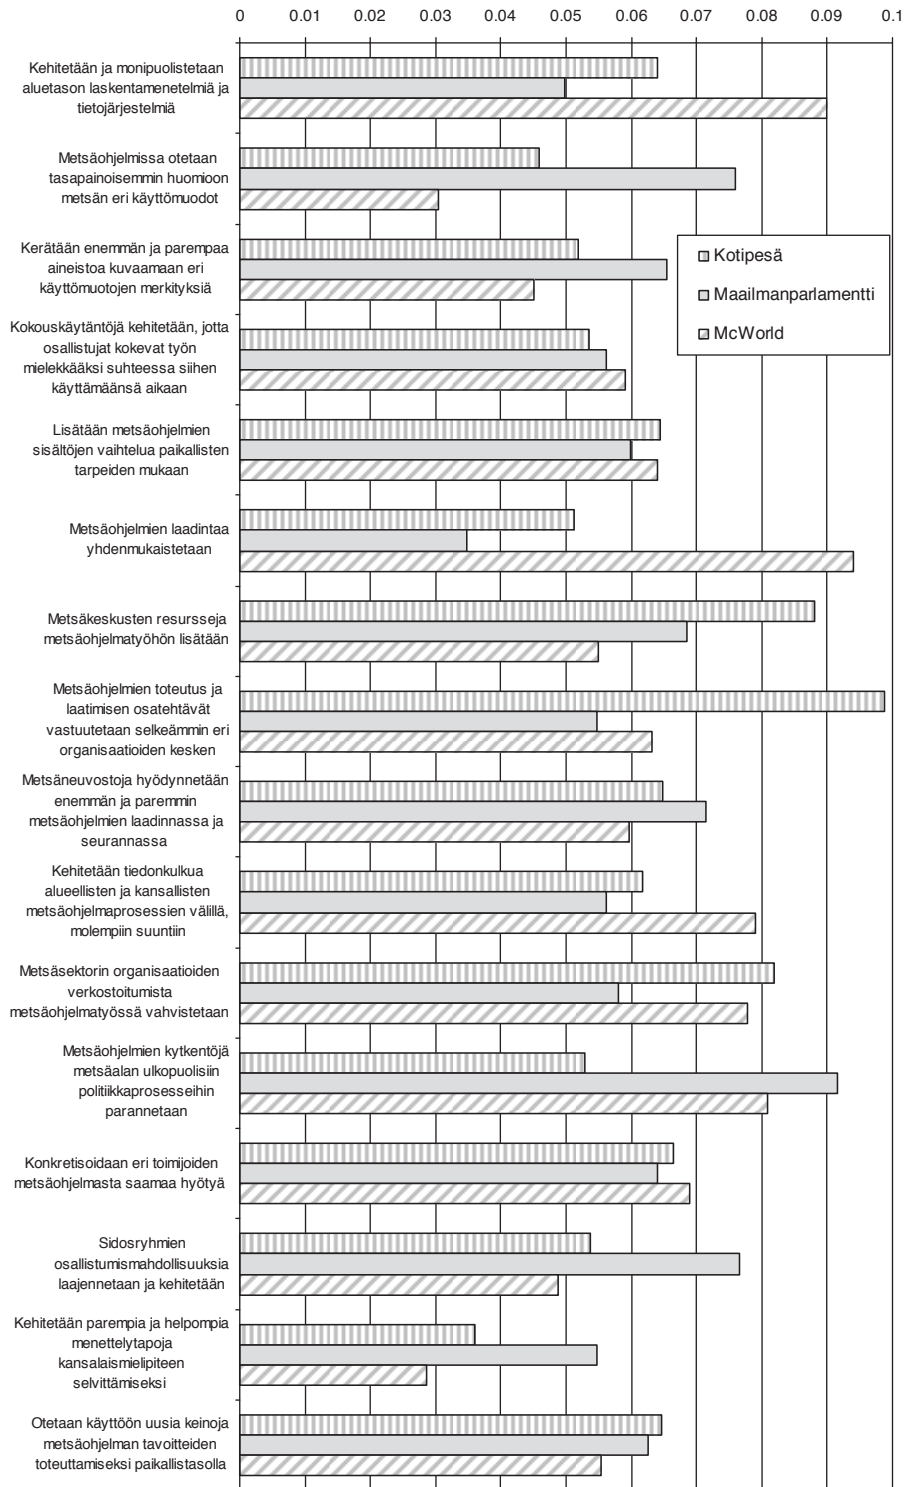 0 0.01 0.02 0.03 0.04 0.05 0.06 0.07 0.08 0.09 0.1
Kehitetään ja monipuolistetaan
aluetason laskentamenetelmiä ja
tietojärjestelmiä
Metsäohjelmissa otetaan
tasapainoisemmin huomioon
metsän eri käyttömuodot
Kerätään enemmän ja parempaa
aineistoa kuvaamaan eri
käyttömuotojen merkityksiä
Kotipesä
Maailmanparlamentti
McWorld
Kokouskäytäntöjä kehitetään, jotta
osallistujat kokevat työn
mielekkääksi suhteessa siihen
käyttämäänsä aikaan
Lisätään metsäohjelmien
sisältöjen vaihtelua paikallisten
tarpeiden mukaan
Metsäohjelmien laadintaa
yhdenmukaistetaan
Metsäkeskusten resursseja
metsäohjelmatyöhön lisätään
Metsäohjelmien toteutus ja
laatimisen osatehtävät
vastuutetaan selkeämmin eri
organisaatioiden kesken
Metsäneuvostoja hyödynnetään
enemmän ja paremmin
metsäohjelmien laadinnassa ja
seurannassa
Kehitetään tiedonkulkua
alueellisten ja kansallisten
metsäohjelmaprosessien välillä,
molempiin suuntiin
Metsäsektorin organisaatioiden
verkostoitumista
metsäohjelmatyössä vahvistetaan
Metsäohjelmien kytkentöjä
metsäalan ulkopuolisiin
politiikkaprosesseihin
parannetaan
Konkretisoidaan eri toimijoiden
metsäohjelmasta saamaa hyötyä
Sidosryhmien
osallistumismahdollisuuksia
laajennetaan ja kehitetään
Kehitetään parempia ja helpompia
menettelytapoja
kansalaismielipiteen
selvittämiseksi
Otetaan käyttöön uusia keinoja
metsäohjelman tavoitteiden
toteuttamiseksi paikallistasolla